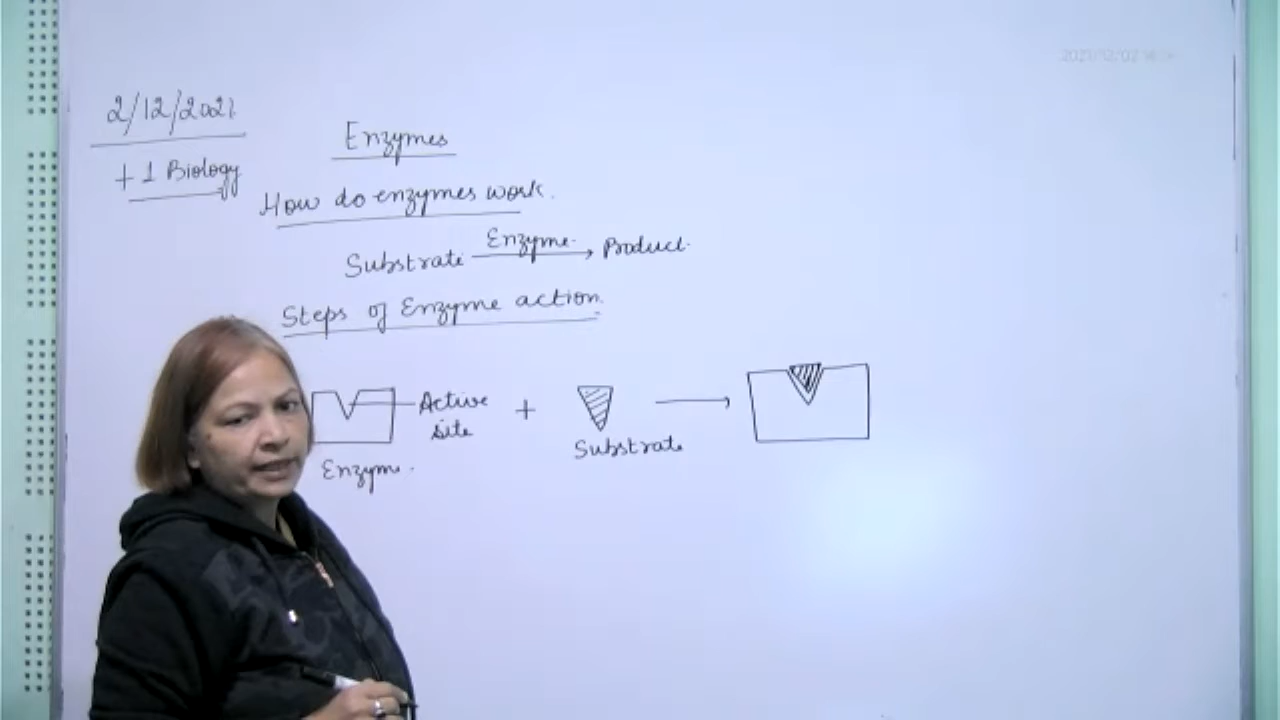 2/12/2021
+1 Biology
Enzymes
How do enzymes work.
Substrate Enzyme Product
Steps of Enzyme action.
Active
site
+
Enzyme.
Substrate